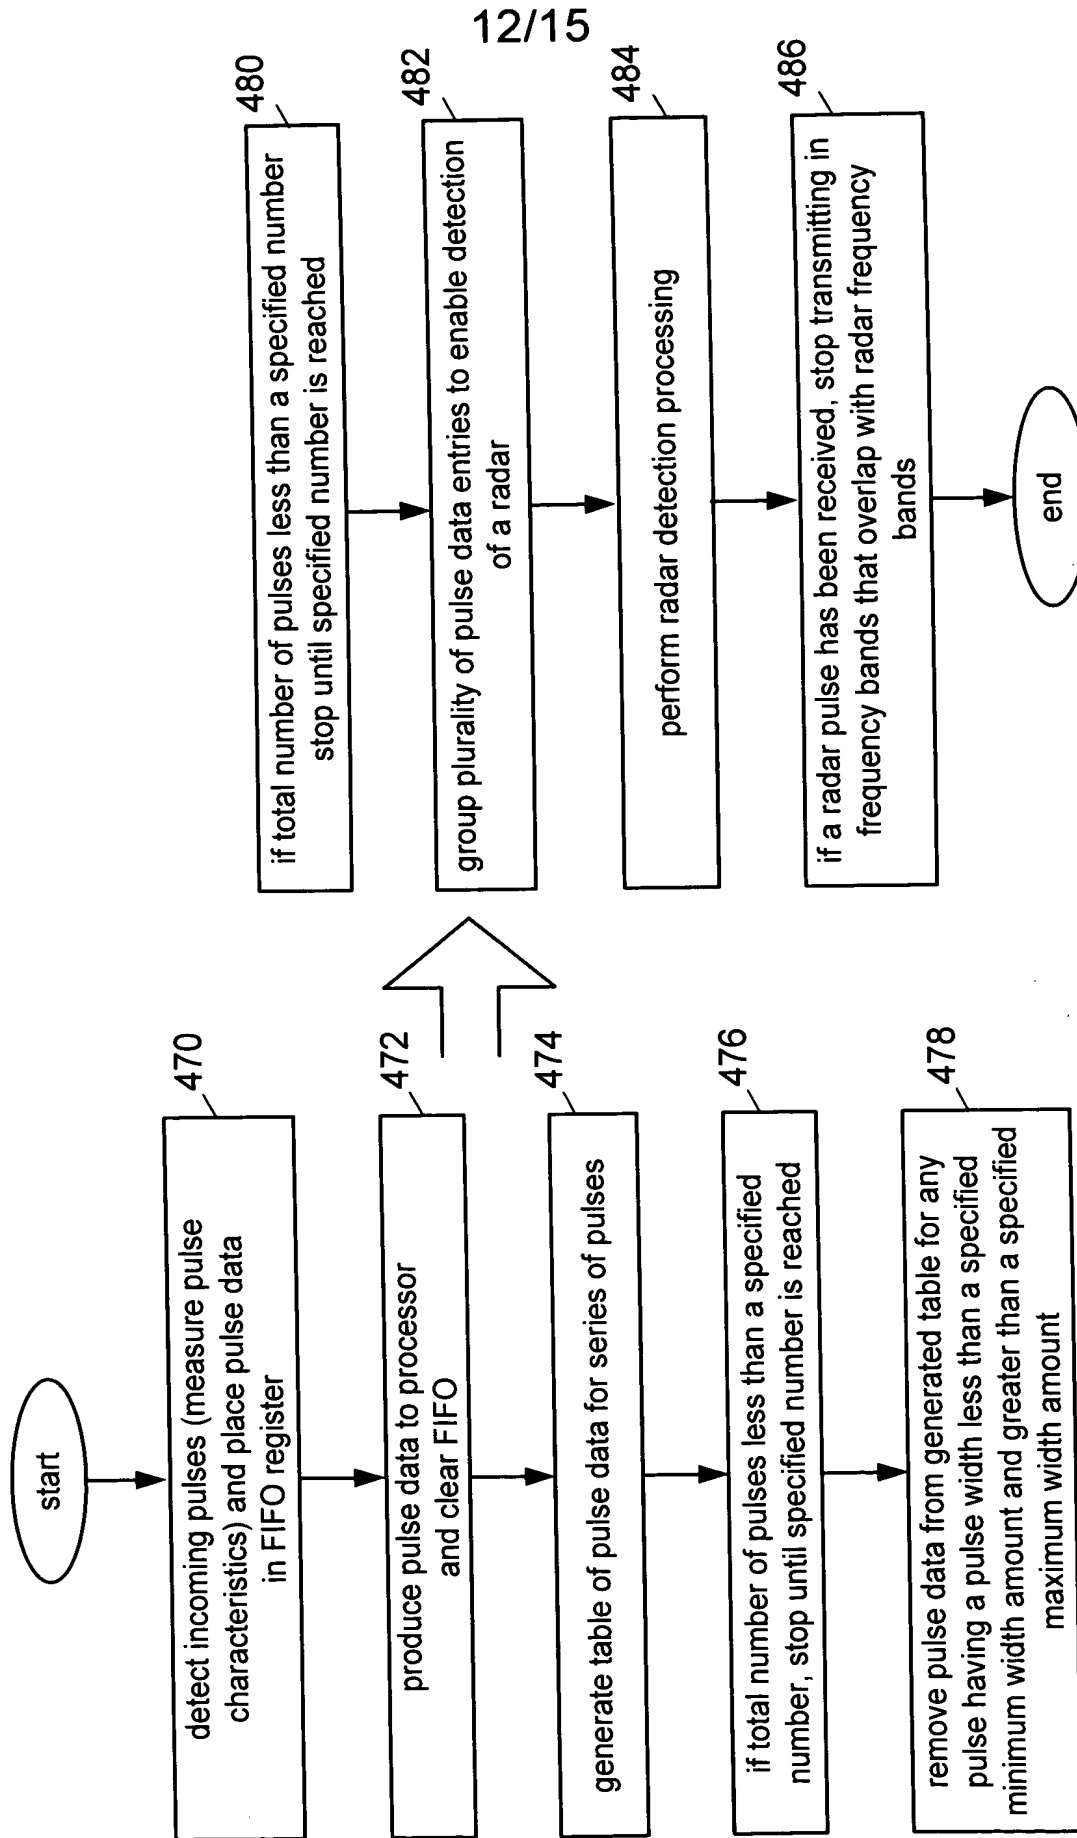 12/15
start
470
detect incoming pulses (measure pulse
characteristics) and place pulse data
in FIFO register
472
produce pulse data to processor
and clear FIFO
474
generate table of pulse data for series of pulses
476
if total number of pulses less than a specified
number, stop until specified number is reached
478
remove pulse data from generated table for any
pulse having a pulse width less than a specified
minimum width amount and greater than a specified
maximum width amount
480
if total number of pulses less than a specified number
stop until specified number is reached
482
group plurality of pulse data entries to enable detection
of a radar
484
perform radar detection processing
486
if a radar pulse has been received, stop transmitting in
frequency bands that overlap with radar frequency
bands
end